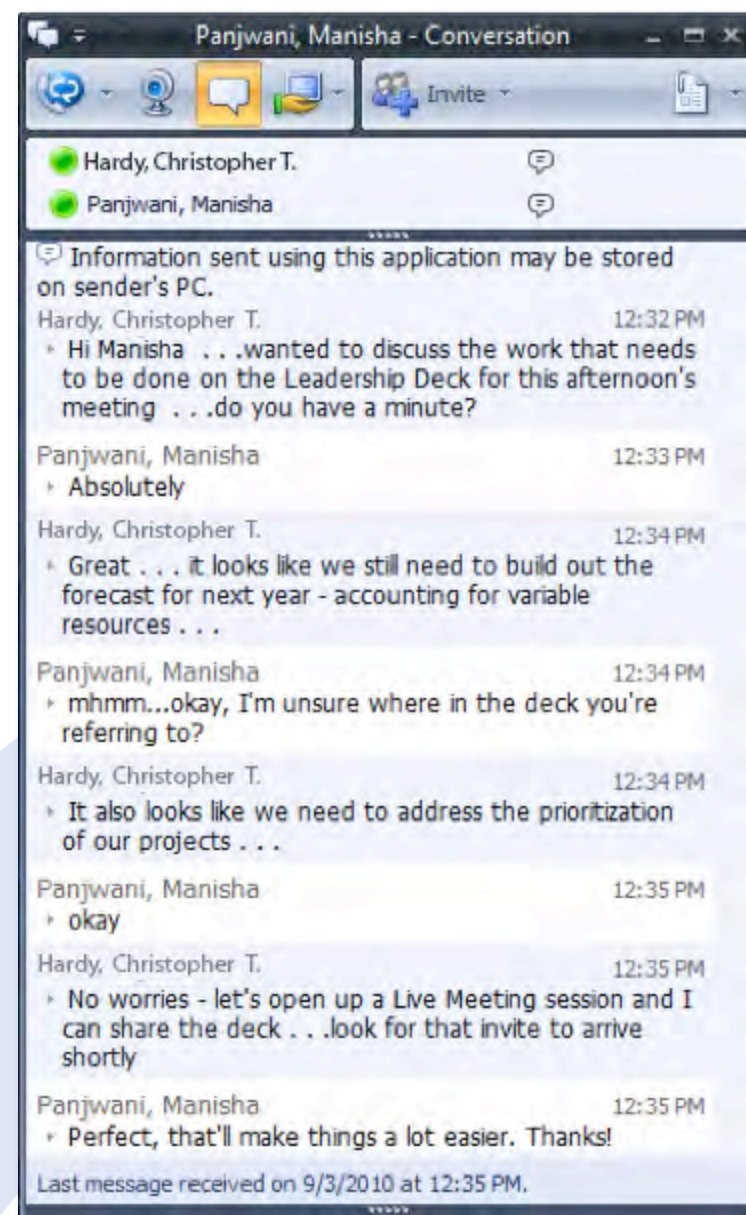 Panjwani, Manisha - Conversation
Invite
Hardy, Christopher T.
Panjwani, Manisha
Information sent using this application may be stored
on sender's PC.
Hardy, Christopher T. 12:32 PM
Hi Manisha . . .wanted to discuss the work that needs
to be done on the Leadership Deck for this afternoon's
meeting . . .do you have a minute?
Panjwani, Manisha 12:33 PM
Absolutely
Hardy, Christopher T. 12:34 PM
Great . . . it looks like we still need to build out the
forecast for next year - accounting for variable
resources . . .
Panjwani, Manisha 12:34 PM
mhmm...okay, I'm unsure where in the deck you're
referring to?
Hardy, Christopher T. 12:34 PM
It also looks like we need to address the prioritization
of our projects . . .
Panjwani, Manisha 12:35 PM
okay
Hardy, Christopher T. 12:35 PM
No worries - let's open up a Live Meeting session and I
can share the deck . . .look for that invite to arrive
shortly
Panjwani, Manisha 12:35 PM
Perfect, that'll make things a lot easier. Thanks!
Last message received on 9/3/2010 at 12:35 PM.